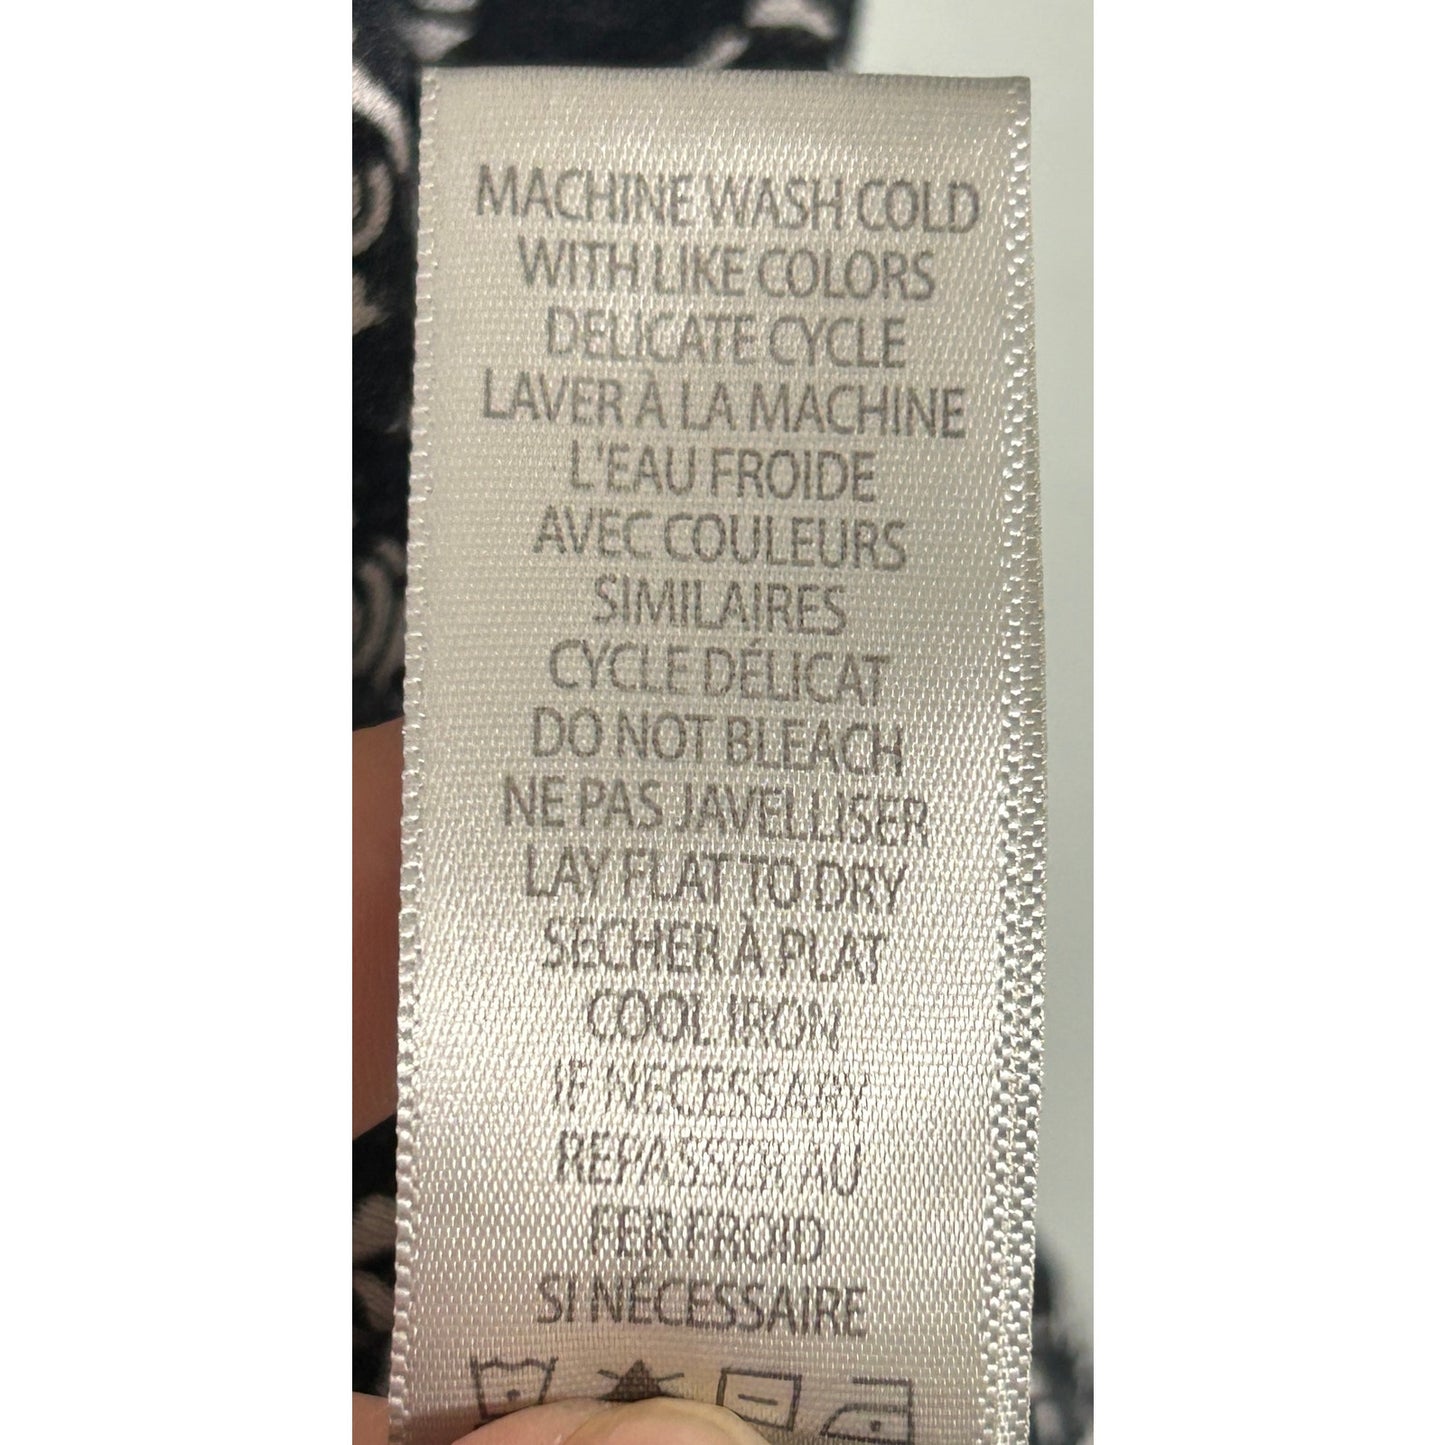 MACHINE WASH COLD
WITH LIKE COLORS
DELICATE CYCLE
LAVER À LA MACHINE
L'EAU FROIDE
AVEC COULEURS
SIMILAIRES
CYCLE DÉLICAT
DO NOT BLEACH
NE PAS JAVELLISER
LAY FLAT TO DRY
SECHER À PLAT
COOL IRON
IF NECESSARY
REPASSER AU
FER FROID
SI NÉCESSAIRE